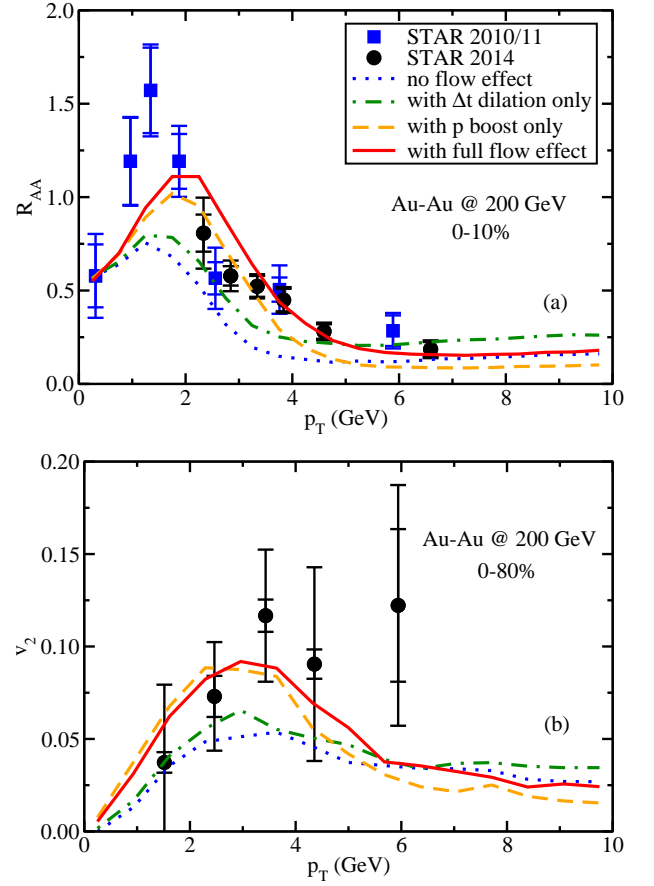 2.0
1.5
1.0
0.5
0.0
R_AA
STAR 2010/11
STAR 2014
no flow effect
with Δt dilation only
with p boost only
with full flow effect
Au-Au @ 200 GeV
0-10%
(a)
0 2 4 6 8 10
p_T (GeV)
0.20
0.15
0.10
0.05
0.00
v_2
Au-Au @ 200 GeV
0-80%
(b)
0 2 4 6 8 10
p_T (GeV)